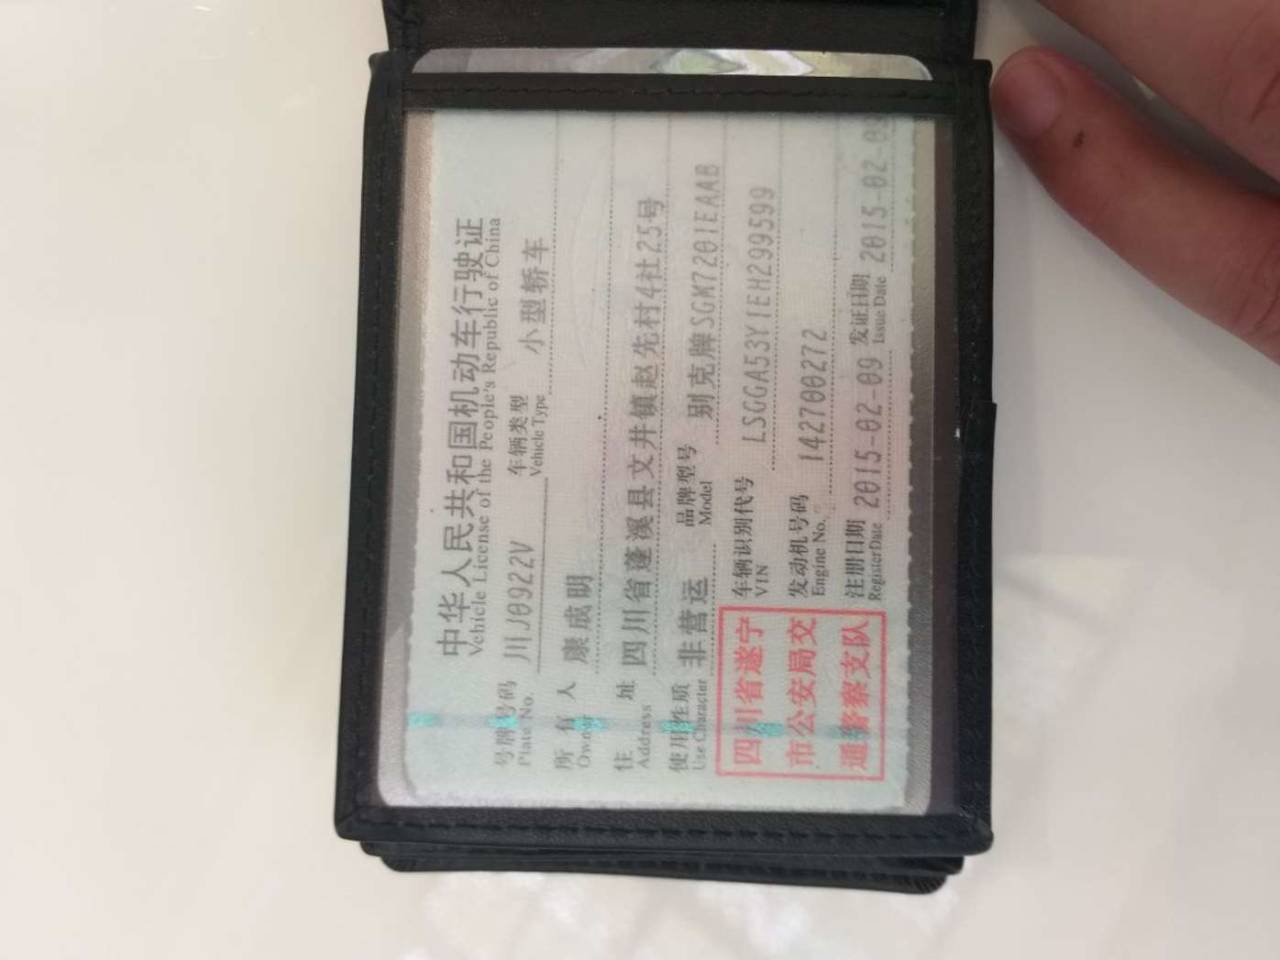 中华人民共和国机动车行驶证
Vehicle License of the People's Republic of China
号牌号码 川J0922V 车辆类型 小型轿车
Plate No. Vehicle Type
所有人 康成明
Owner
住址 四川省蓬溪县文井镇赵先村4社25号
Address
使用性质 非营运 品牌型号 别克牌SGM7201EAAB
Use Character Model
车辆识别代号 LSGGA53Y1EH299599
VIN
发动机号码 142700272
Engine No.
注册日期 2015-02-09 发证日期 2015-02-09
Register Date Issue Date
四川省遂宁
市公安局交
通警察支队